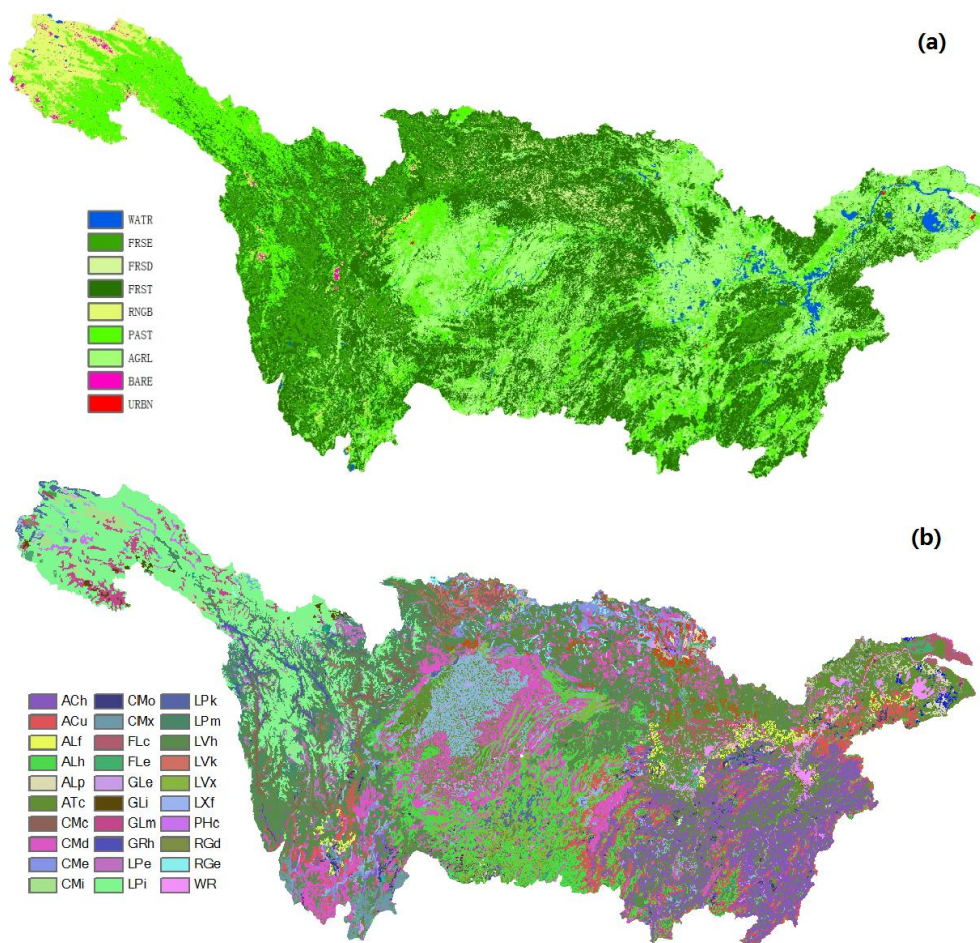 (a)
WATR
FRSE
FRSD
FRST
RNGB
PAST
AGRL
BARE
URBN
(b)
ACh CMo LPk
ACu CMx LPm
ALf FLc LVh
ALh FLe LVk
ALp GLe LVx
ATc GLi LXf
CMc GLm PHc
CMd GRh RGd
CMe LPe RGe
CMi LPi WR